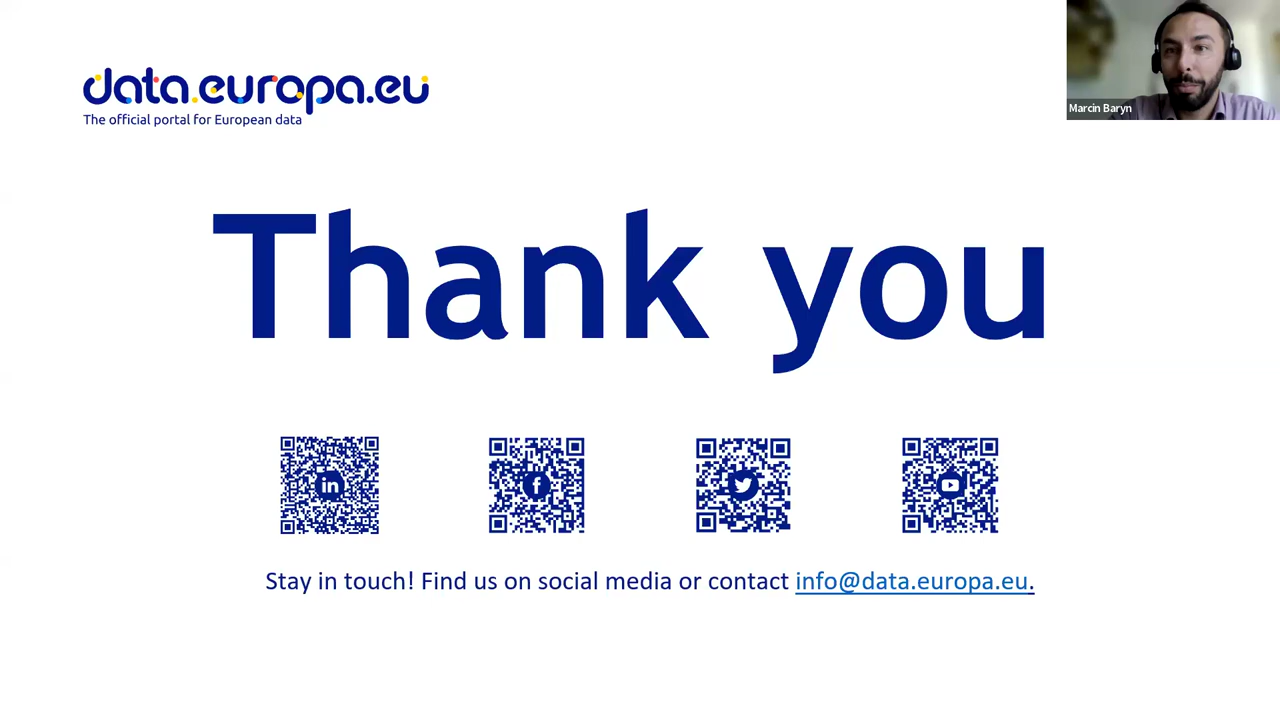 data.europa.eu
The official portal for European data
Marcin Baryn
Thank you
in
f
Stay in touch! Find us on social media or contact info@data.europa.eu.